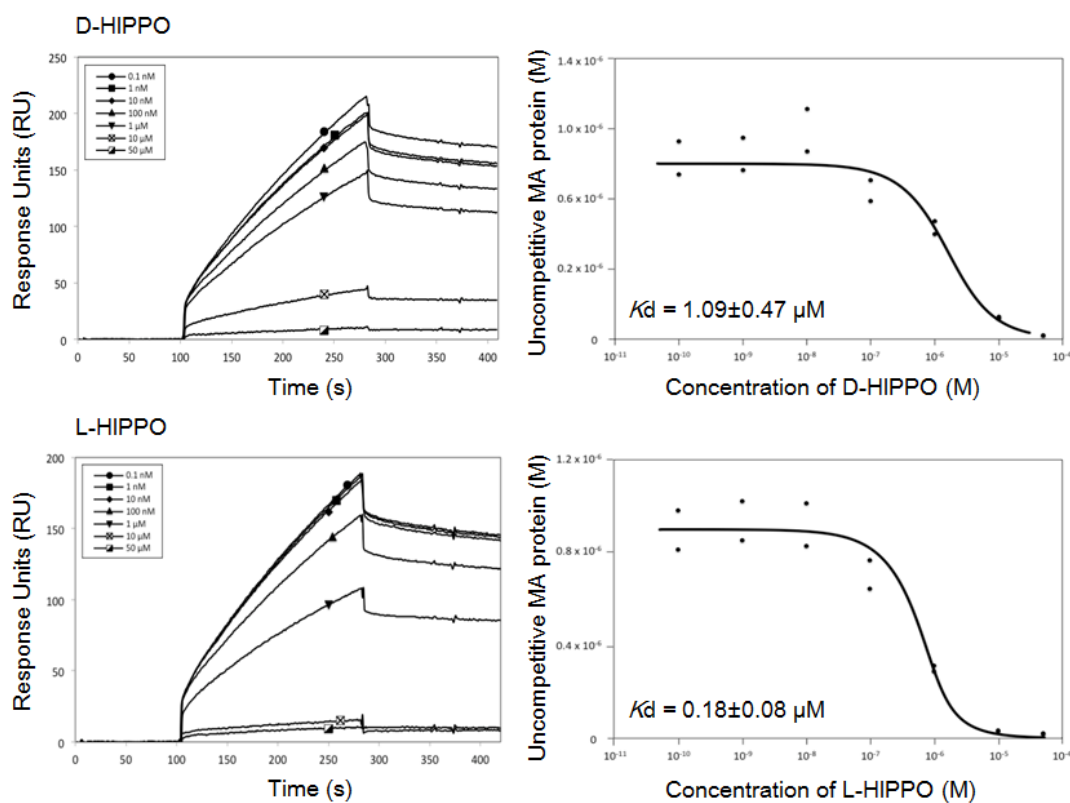 D-HIPPO
Response Units (RU)
250
200
150
100
50
0
0.1 nM
1 nM
10 nM
100 nM
1 µM
10 µM
50 µM
0 50 100 150 200 250 300 350 400
Time (s)
Uncompetitive MA protein (M)
1.4 x 10⁻⁶
1.0 x 10⁻⁶
0.6 x 10⁻⁶
0.2 x 10⁻⁶
0
Kd = 1.09±0.47 µM
10⁻¹¹ 10⁻¹⁰ 10⁻⁹ 10⁻⁸ 10⁻⁷ 10⁻⁶ 10⁻⁵ 10⁻⁴
Concentration of D-HIPPO (M)
L-HIPPO
Response Units (RU)
200
150
100
50
0
0.1 nM
1 nM
10 nM
100 nM
1 µM
10 µM
50 µM
0 50 100 150 200 250 300 350 400
Time (s)
Uncompetitive MA protein (M)
1.2 x 10⁻⁶
0.8 x 10⁻⁶
0.4 x 10⁻⁶
0
Kd = 0.18±0.08 µM
10⁻¹¹ 10⁻¹⁰ 10⁻⁹ 10⁻⁸ 10⁻⁷ 10⁻⁶ 10⁻⁵ 10⁻⁴
Concentration of L-HIPPO (M)